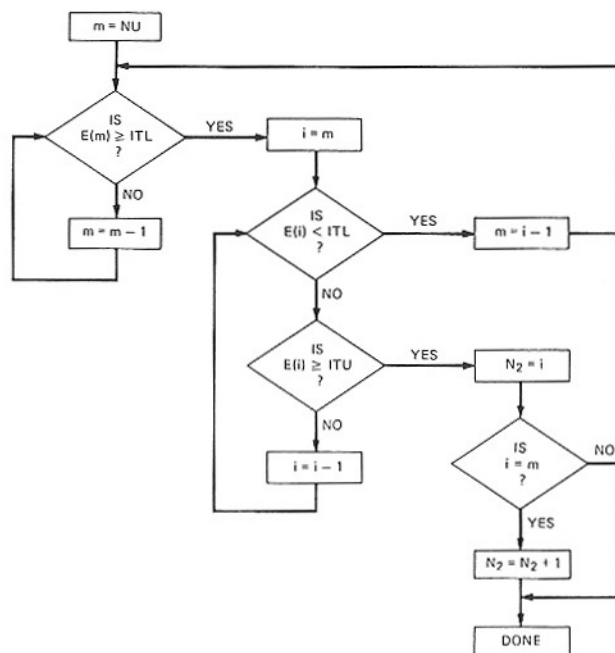 m = NU
IS
E(m) ≥ ITL
?
YES
NO
m = m − 1
i = m
IS
E(i) < ITL
?
YES
m = i − 1
NO
IS
E(i) ≥ ITU
?
YES
N₂ = i
NO
i = i − 1
IS
i = m
?
NO
YES
N₂ = N₂ + 1
DONE